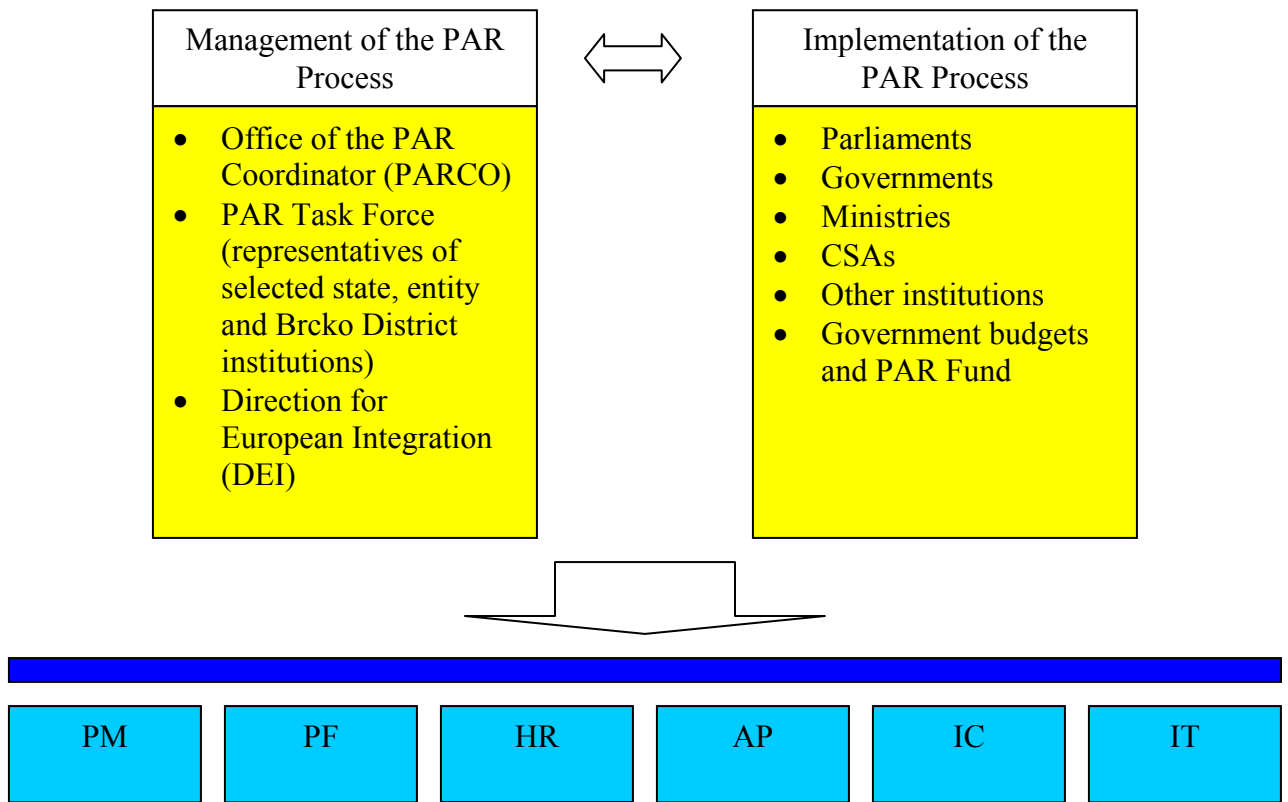 Management of the PAR
Process
• Office of the PAR
Coordinator (PARCO)
• PAR Task Force
(representatives of
selected state, entity
and Brcko District
institutions)
• Direction for
European Integration
(DEI)
Implementation of the
PAR Process
• Parliaments
• Governments
• Ministries
• CSAs
• Other institutions
• Government budgets
and PAR Fund
PM
PF
HR
AP
IC
IT